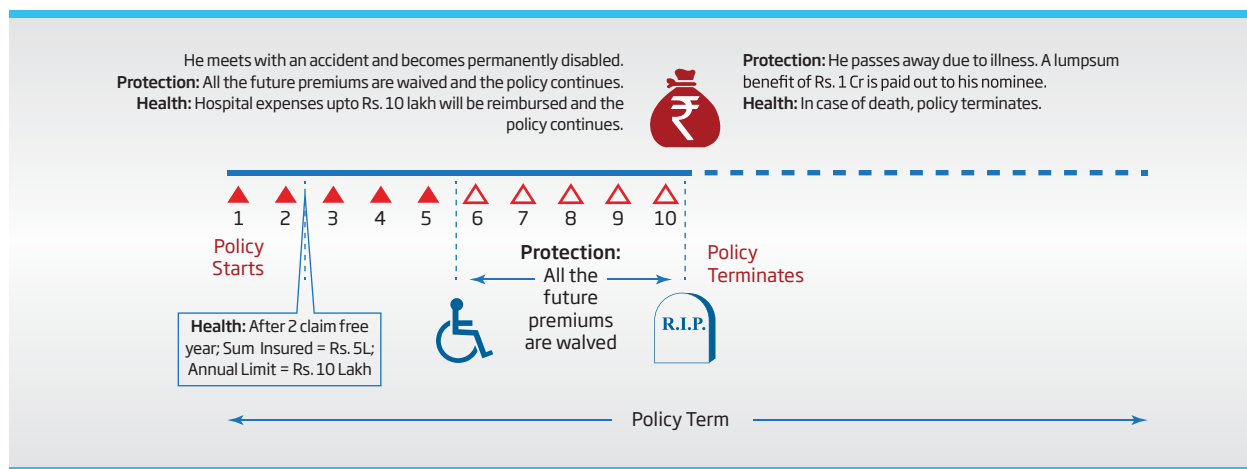 He meets with an accident and becomes permanently disabled.
Protection: All the future premiums are waived and the policy continues.
Health: Hospital expenses upto Rs. 10 lakh will be reimbursed and the
policy continues.
₹
Protection: He passes away due to illness. A lumpsum
benefit of Rs. 1 Cr is paid out to his nominee.
Health: In case of death, policy terminates.
1 2 3 4 5 6 7 8 9 10
Policy
Starts
Protection:
All the
future
premiums
are walved
Policy
Terminates
Health: After 2 claim free
year; Sum Insured = Rs. 5L;
Annual Limit = Rs. 10 Lakh
R.I.P.
Policy Term